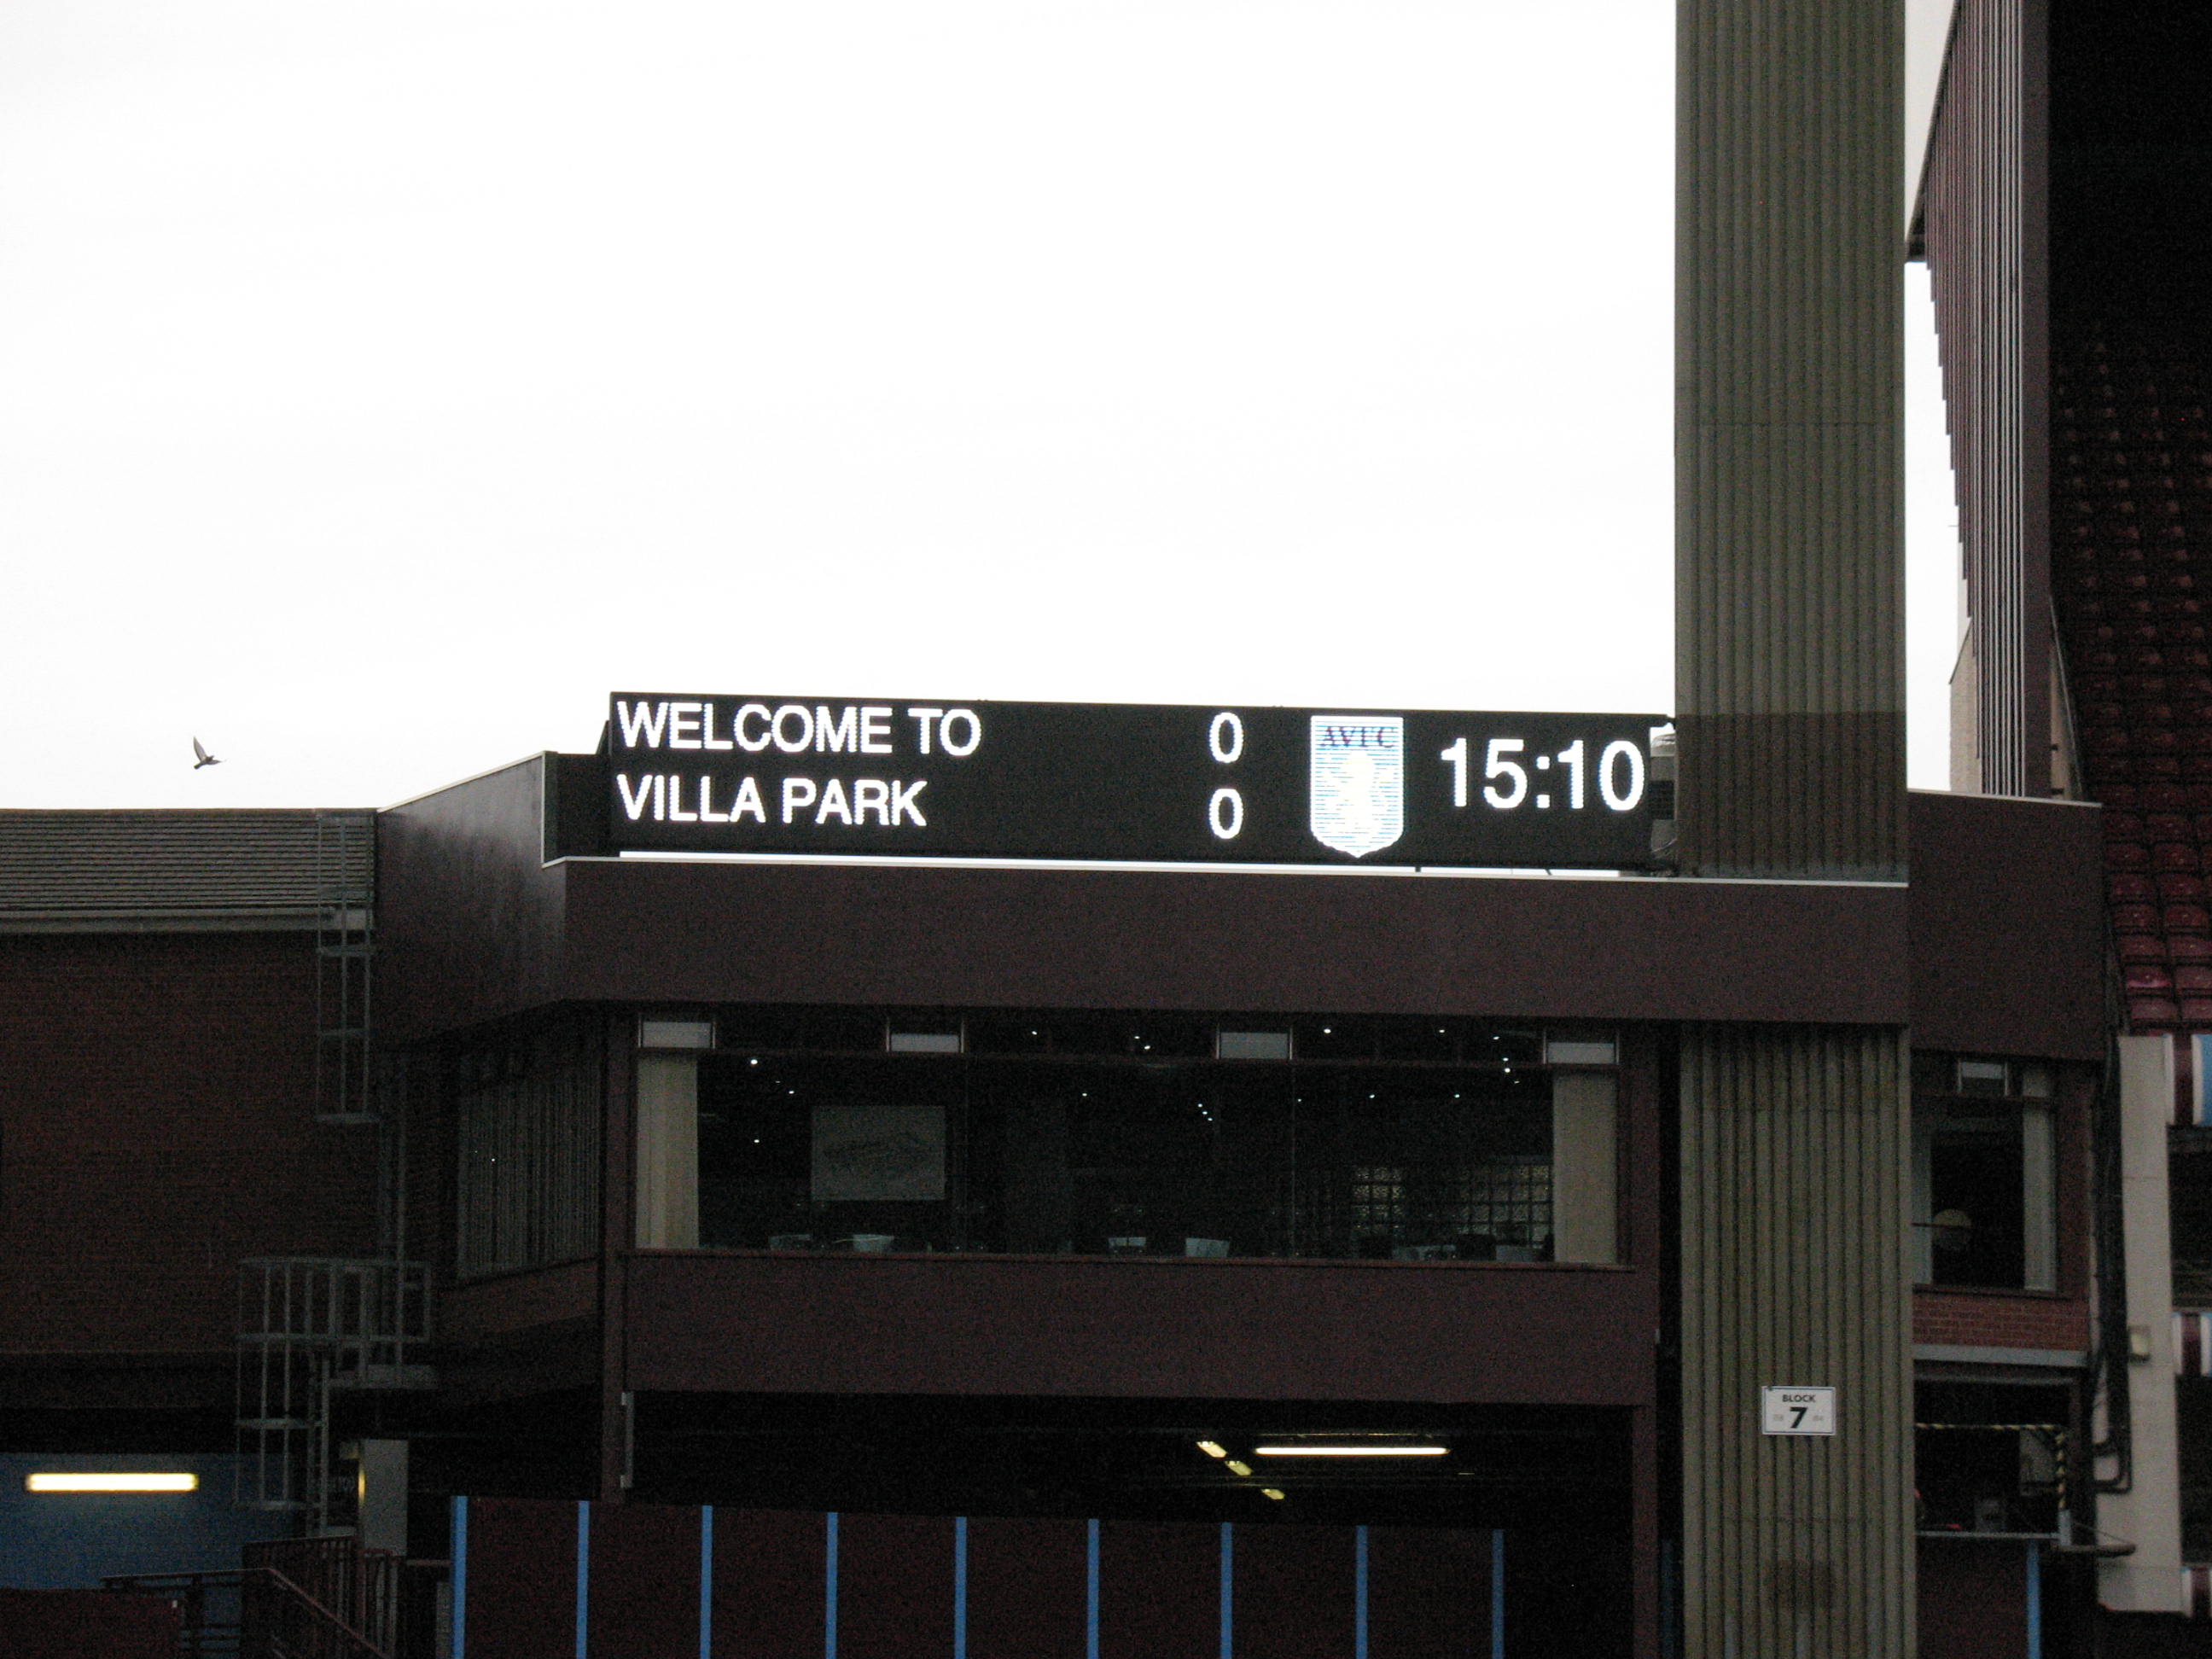 WELCOME TO 0
VILLA PARK 0
AVFC
15:10
BLOCK
7